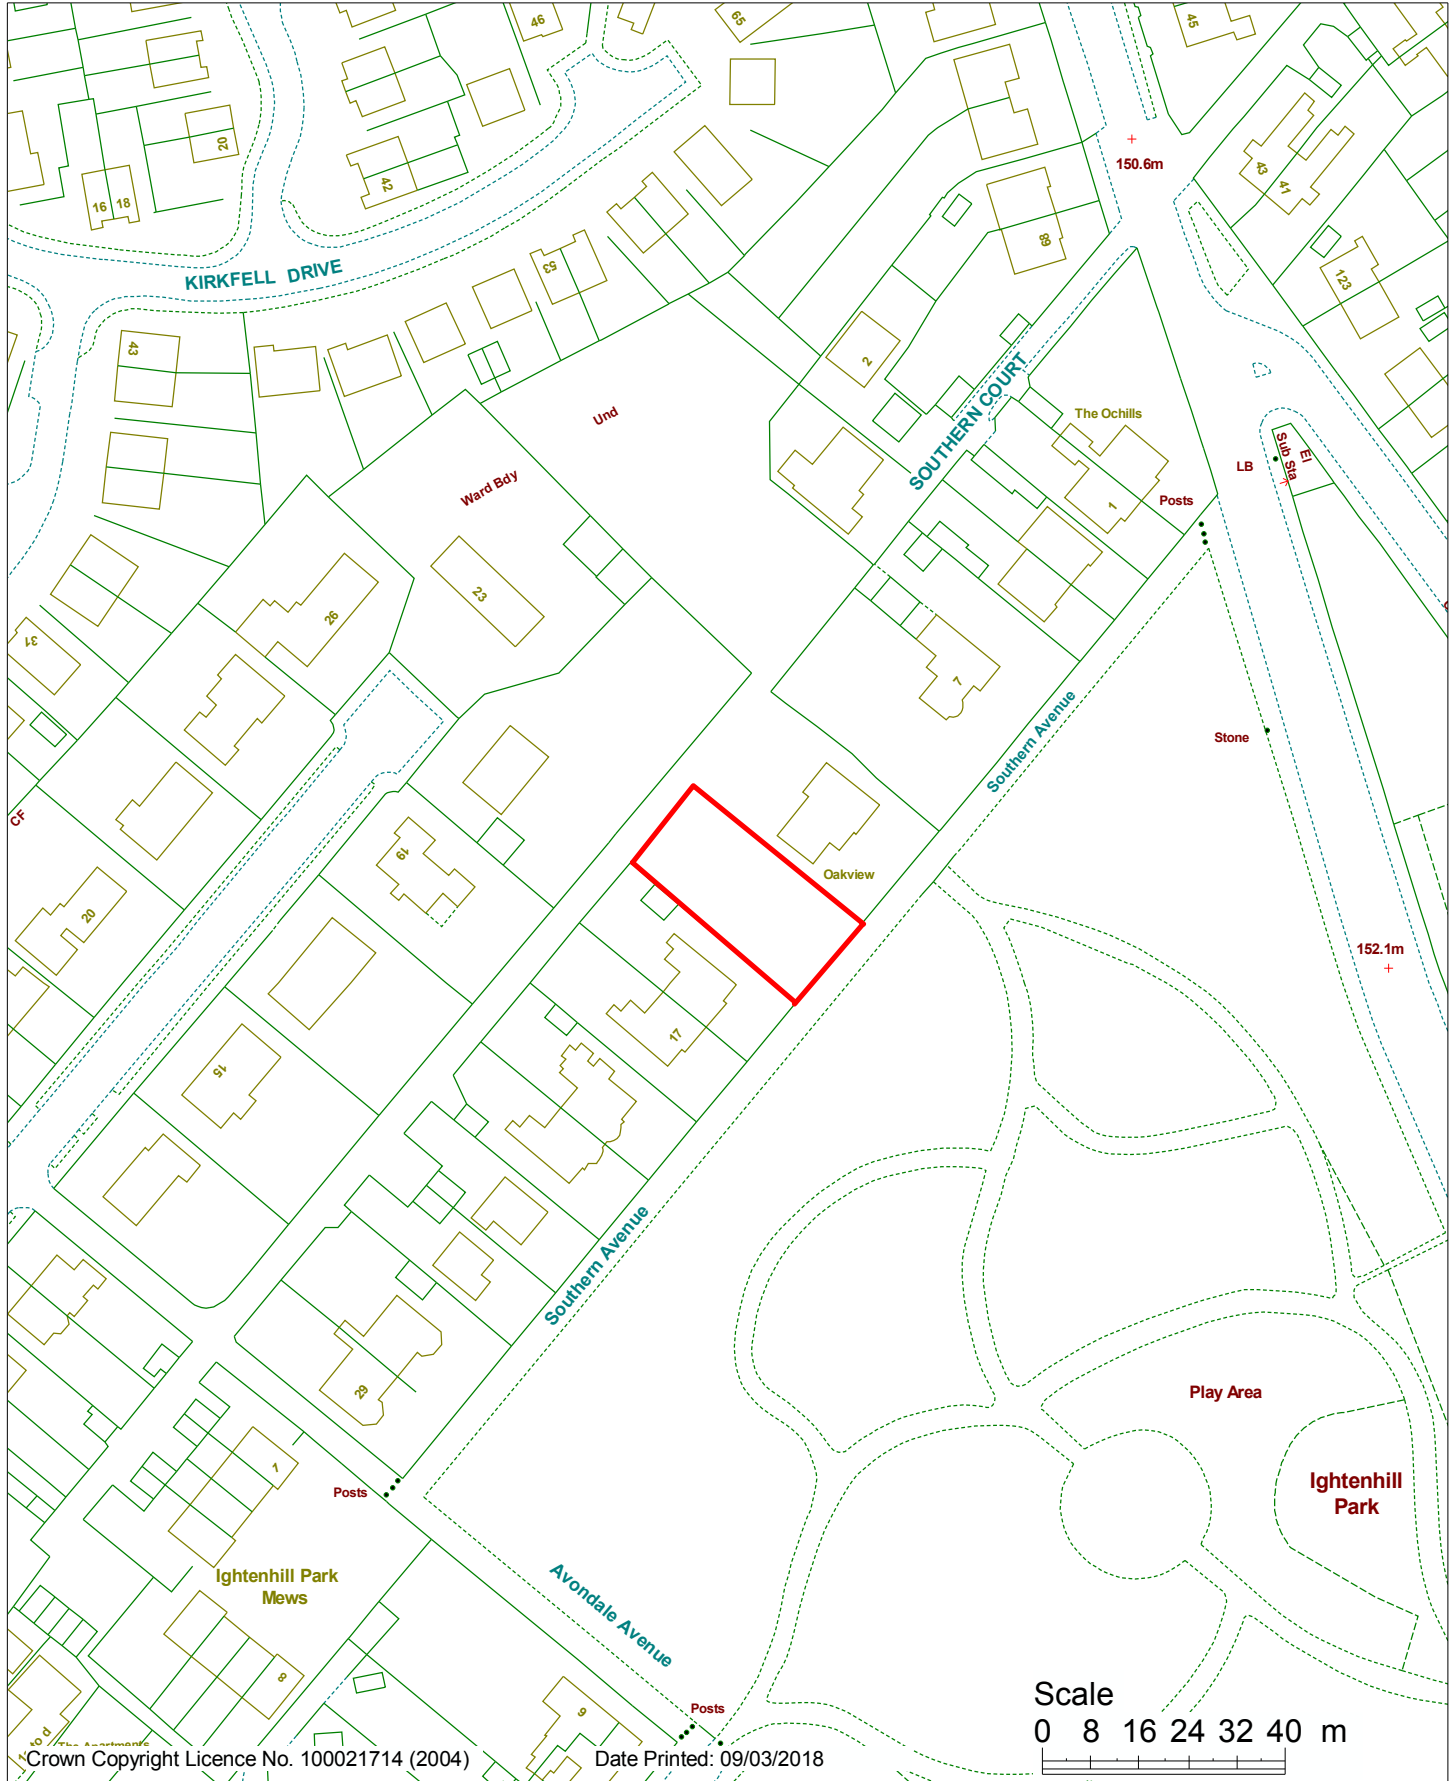 46
65
45
20
42
16
18
150.6m
43
41
KIRKFELL DRIVE
53
89
123
43
2
SOUTHERN COURT
Und
The Ochills
Ward Bdy
LB
El
Sub Sta
Posts
1
23
26
31
7
Southern Avenue
Stone
CF
19
Oakview
20
152.1m
17
15
Southern Avenue
29
Play Area
Ightenhill
Park
7
Posts
Ightenhill Park
Mews
Avondale Avenue
8
9
Posts
to d
The Apartments
Scale
0 8 16 24 32 40 m
Crown Copyright Licence No. 100021714 (2004)
Date Printed: 09/03/2018